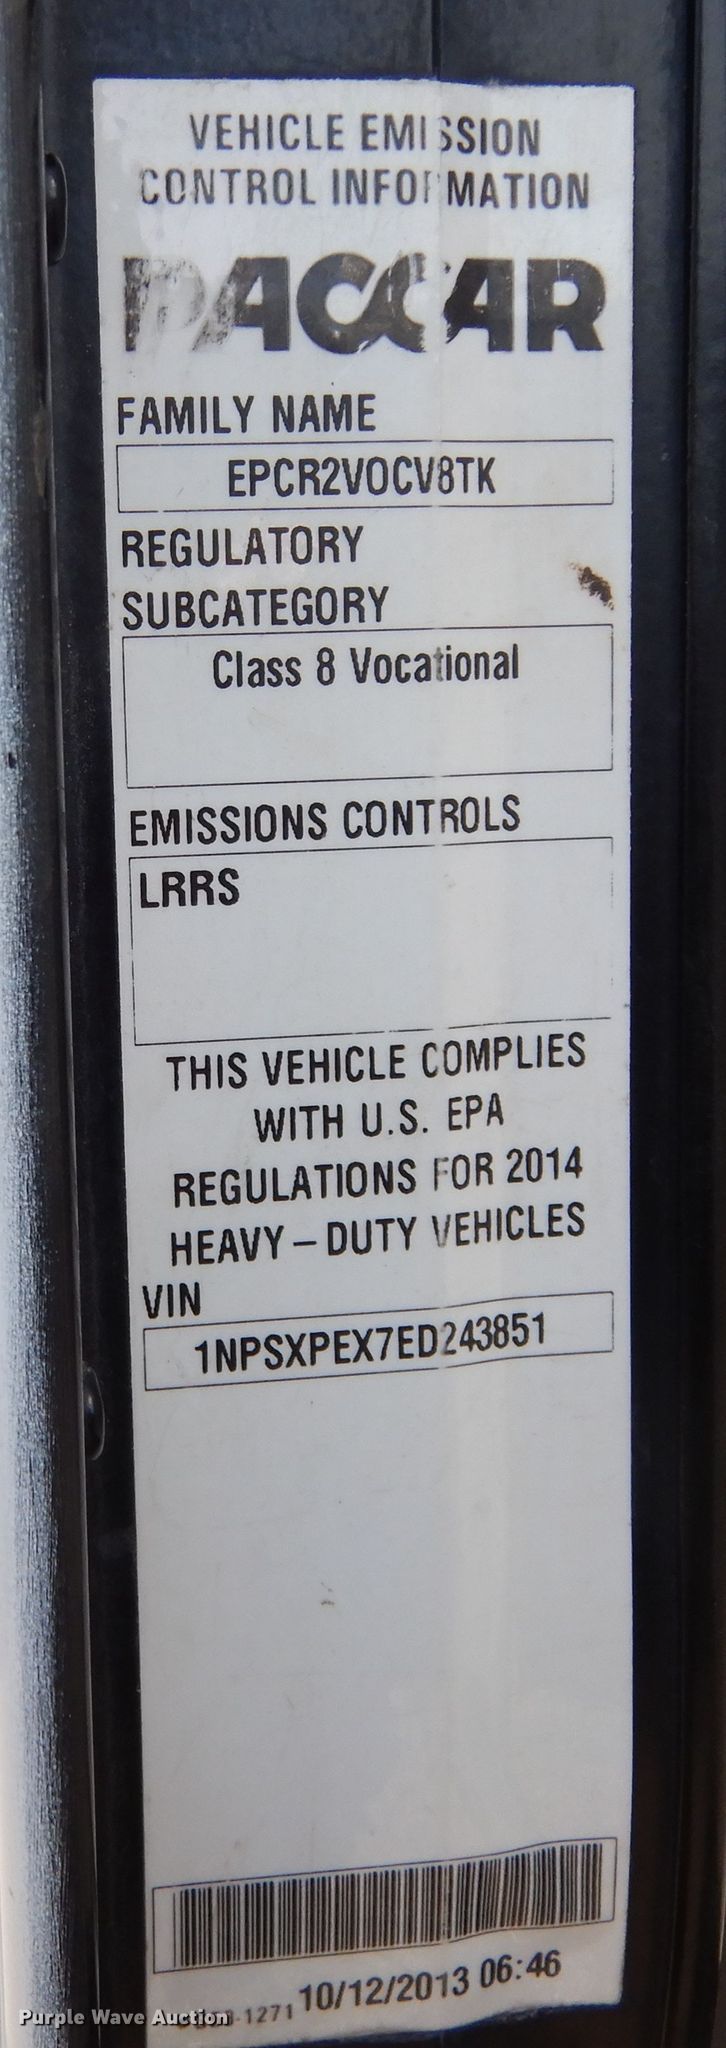 VEHICLE EMISSION
CONTROL INFORMATION
PACCAR
FAMILY NAME
EPCR2VOCV8TK
REGULATORY
SUBCATEGORY
Class 8 Vocational
EMISSIONS CONTROLS
LRRS
THIS VEHICLE COMPLIES
WITH U.S. EPA
REGULATIONS FOR 2014
HEAVY–DUTY VEHICLES
VIN
1NPSXPEX7ED243851
10/12/2013 06:46
Purple Wave Auction